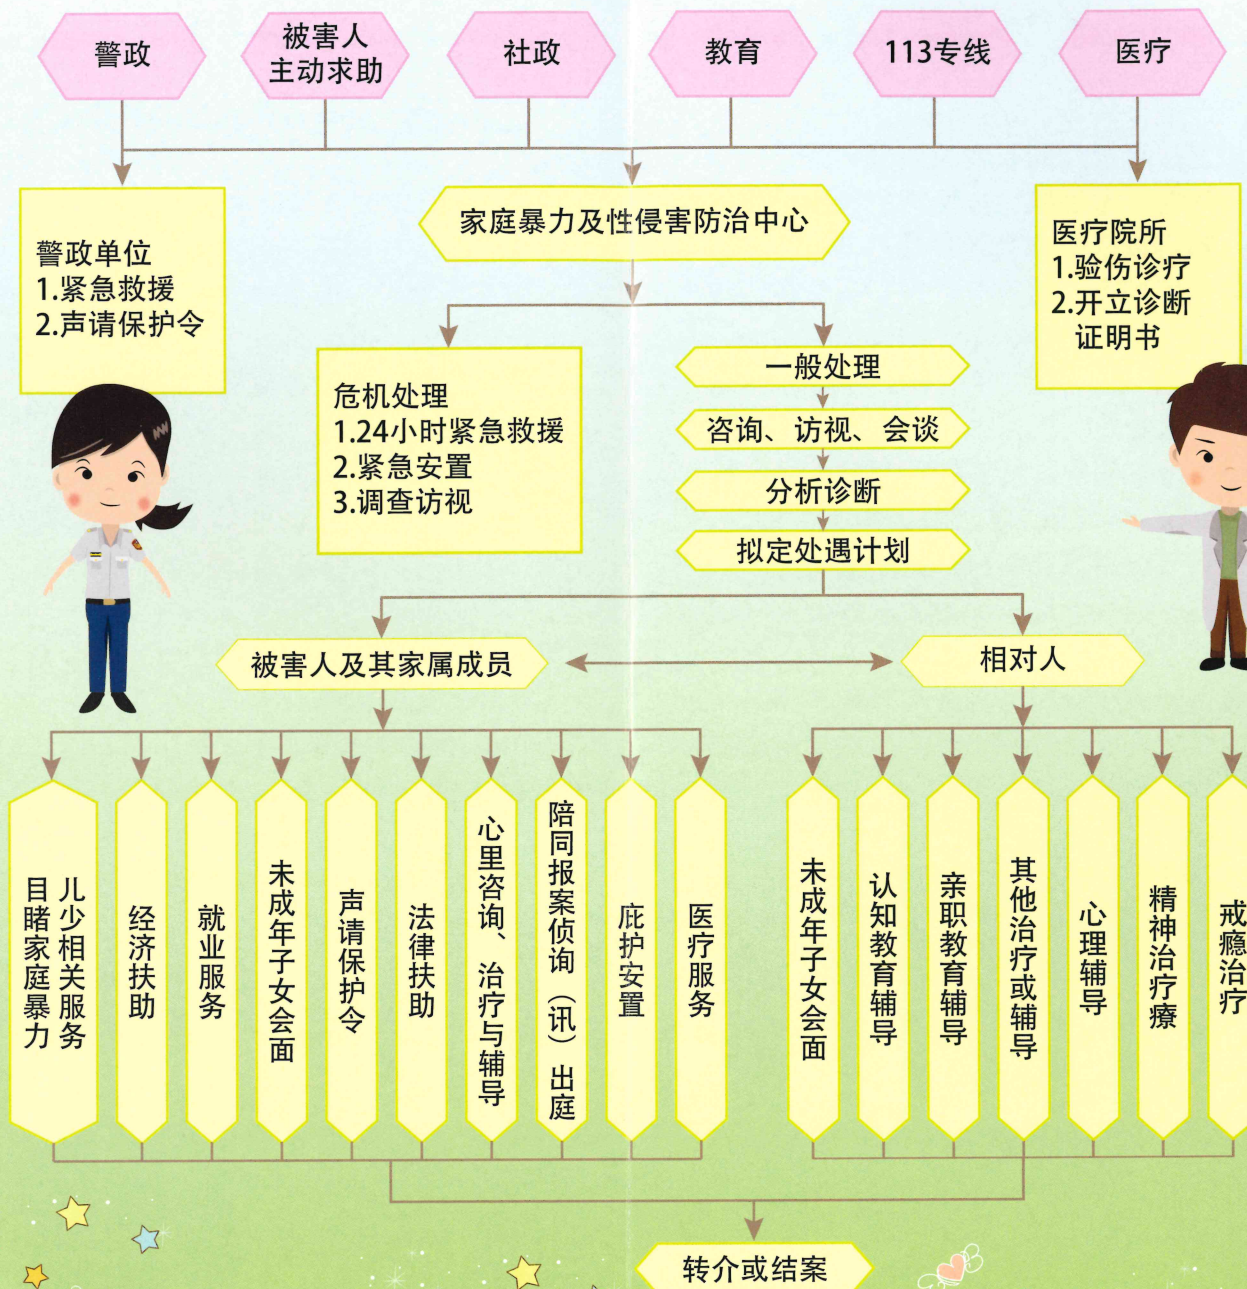 警政
被害人
主动求助
社政
教育
113专线
医疗
警政单位
1.紧急救援
2.声请保护令
家庭暴力及性侵害防治中心
医疗院所
1.验伤诊疗
2.开立诊断
证明书
危机处理
1.24小时紧急救援
2.紧急安置
3.调查访视
一般处理
咨询、访视、会谈
分析诊断
拟定处遇计划
被害人及其家属成员
相对人
目睹家庭暴力
儿少相关服务
经济扶助
就业服务
未成年子女会面
声请保护令
法律扶助
心里咨询、治疗与辅导
陪同报案侦询（讯）出庭
庇护安置
医疗服务
未成年子女会面
认知教育辅导
亲职教育辅导
其他治疗或辅导
心理辅导
精神治疗療
戒瘾治疗
转介或结案